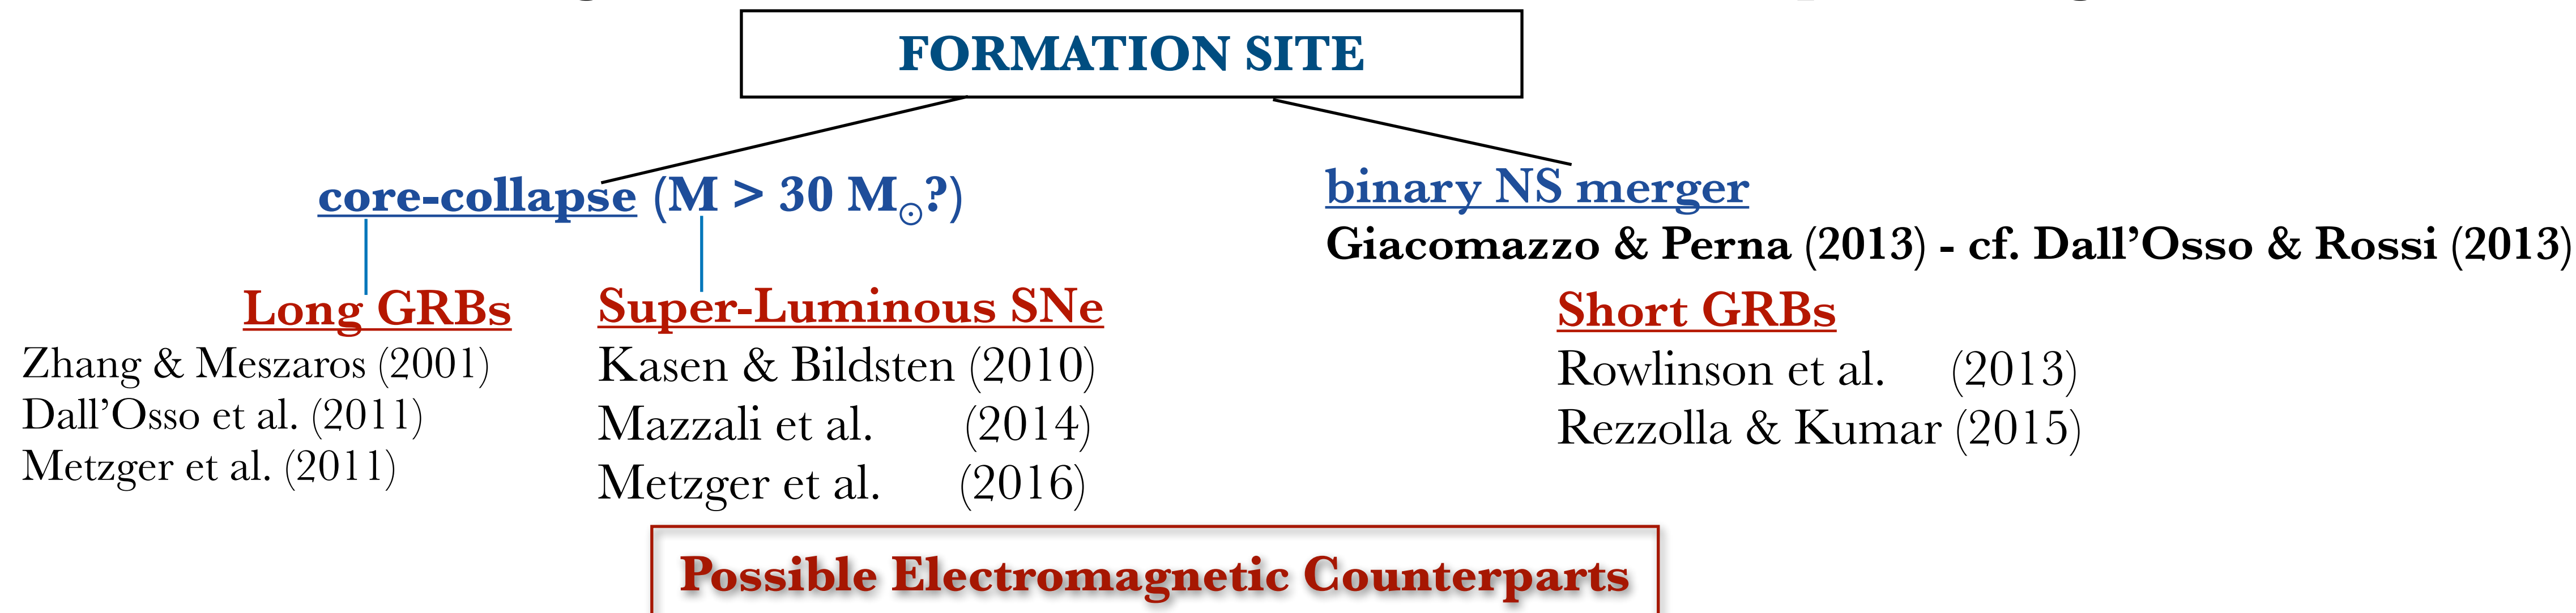 FORMATION SITE
core-collapse (M > 30 M☉?)
binary NS merger
Giacomazzo & Perna (2013) - cf. Dall'Osso & Rossi (2013)
Long GRBs
Zhang & Meszaros (2001)
Dall'Osso et al. (2011)
Metzger et al. (2011)
Super-Luminous SNe
Kasen & Bildsten (2010)
Mazzali et al. (2014)
Metzger et al. (2016)
Short GRBs
Rowlinson et al. (2013)
Rezzolla & Kumar (2015)
Possible Electromagnetic Counterparts